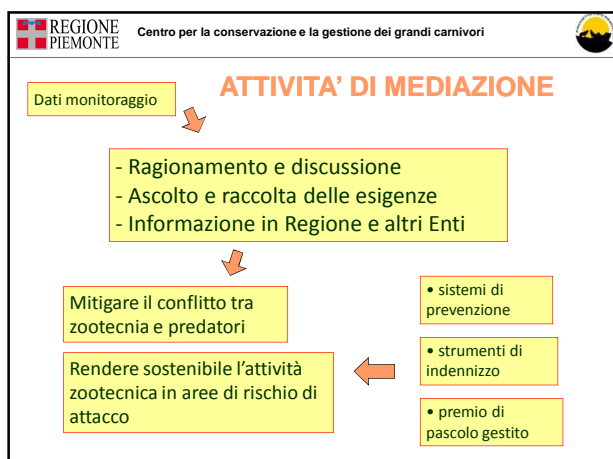 REGIONE
PIEMONTE
Centro per la conservazione e la gestione dei grandi carnivori
ATTIVITA’ DI MEDIAZIONE
Dati monitoraggio
- Ragionamento e discussione
- Ascolto e raccolta delle esigenze
- Informazione in Regione e altri Enti
Mitigare il conflitto tra
zootecnia e predatori
Rendere sostenibile l’attività
zootecnica in aree di rischio di
attacco
• sistemi di
prevenzione
• strumenti di
indennizzo
• premio di
pascolo gestito